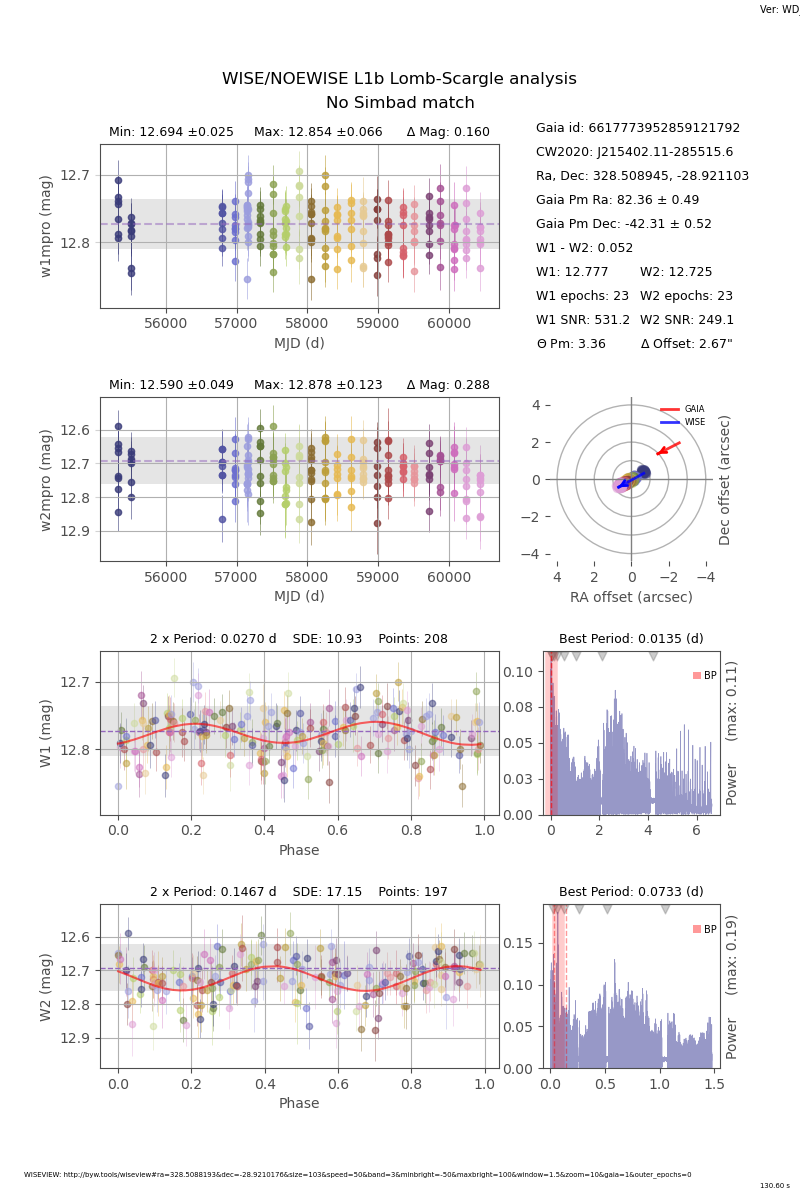 Ver: WD_
WISE/NOEWISE L1b Lomb-Scargle analysis
No Simbad match
Min: 12.694 ±0.025 Max: 12.854 ±0.066 Δ Mag: 0.160
12.7
12.8
w1mpro (mag)
56000 57000 58000 59000 60000
MJD (d)
Gaia id: 6617773952859121792
CW2020: J215402.11-285515.6
Ra, Dec: 328.508945, -28.921103
Gaia Pm Ra: 82.36 ± 0.49
Gaia Pm Dec: -42.31 ± 0.52
W1 - W2: 0.052
W1: 12.777 W2: 12.725
W1 epochs: 23 W2 epochs: 23
W1 SNR: 531.2 W2 SNR: 249.1
Θ Pm: 3.36 Δ Offset: 2.67"
Min: 12.590 ±0.049 Max: 12.878 ±0.123 Δ Mag: 0.288
12.6
12.7
12.8
12.9
w2mpro (mag)
56000 57000 58000 59000 60000
MJD (d)
GAIA
WISE
4
2
0
−2
−4
4 2 0 −2 −4
RA offset (arcsec)
Dec offset (arcsec)
2 x Period: 0.0270 d SDE: 10.93 Points: 208
12.7
12.8
W1 (mag)
0.0 0.2 0.4 0.6 0.8 1.0
Phase
Best Period: 0.0135 (d)
BP
0.10
0.08
0.05
0.03
0.00
0 2 4 6
Power (max: 0.11)
2 x Period: 0.1467 d SDE: 17.15 Points: 197
12.6
12.7
12.8
12.9
W2 (mag)
0.0 0.2 0.4 0.6 0.8 1.0
Phase
Best Period: 0.0733 (d)
BP
0.15
0.10
0.05
0.00
0.0 0.5 1.0 1.5
Power (max: 0.19)
WISEVIEW: http://byw.tools/wiseview#ra=328.5088193&dec=-28.9210176&size=103&speed=50&band=3&minbright=-50&maxbright=100&window=1.5&zoom=10&gaia=1&outer_epochs=0
130.60 s